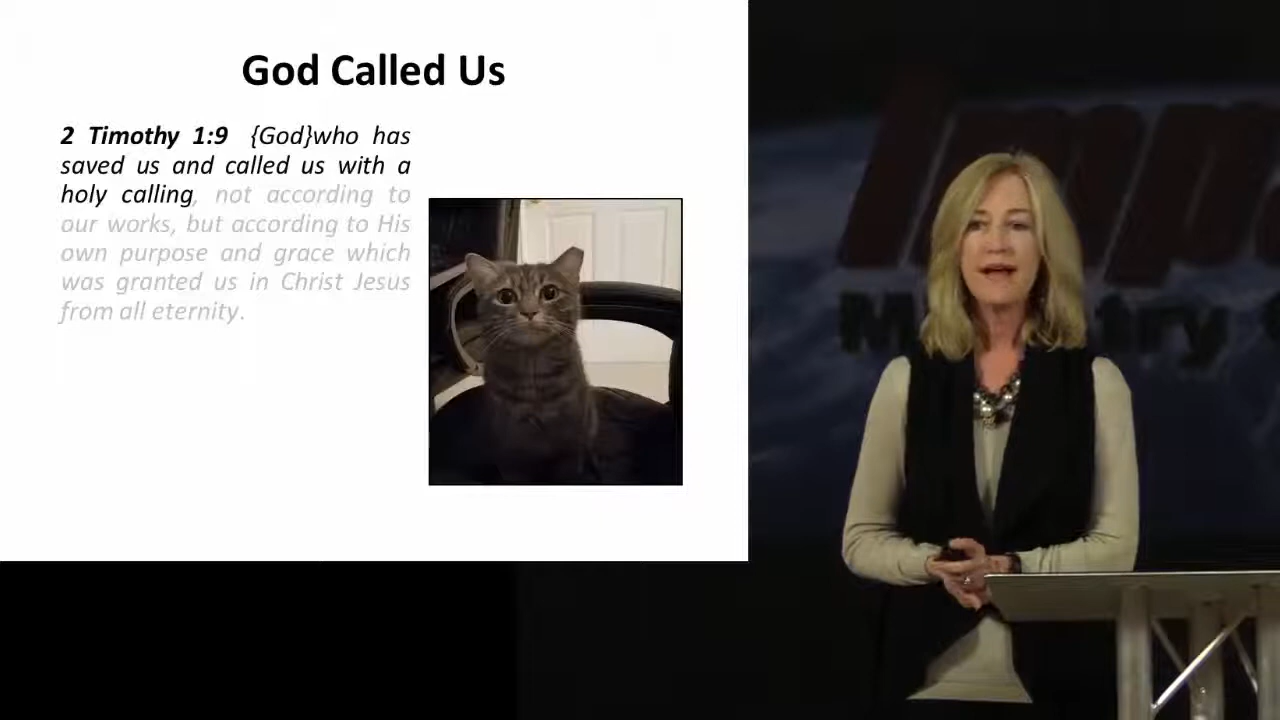 God Called Us
2 Timothy 1:9 {God}who has
saved us and called us with a
holy calling, not according to
our works, but according to His
own purpose and grace which
was granted us in Christ Jesus
from all eternity.